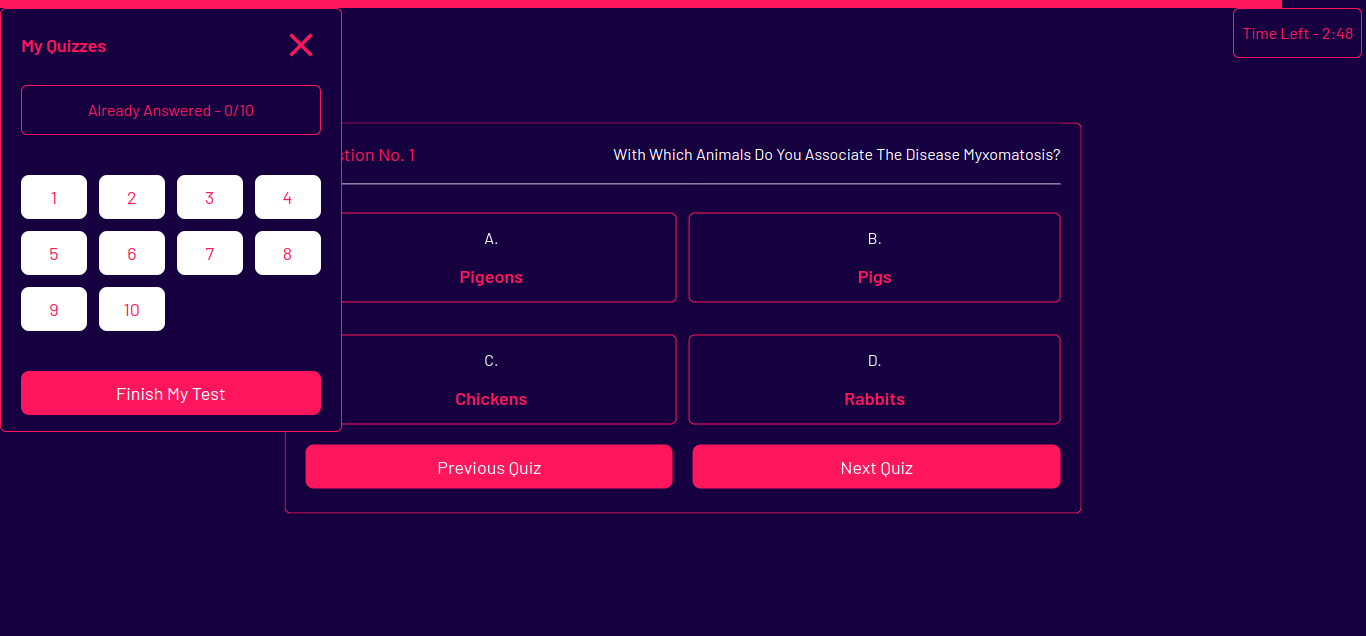 My Quizzes
Already Answered - 0/10
1 2 3 4
5 6 7 8
9 10
Finish My Test
Time Left - 2:48
stion No. 1
With Which Animals Do You Associate The Disease Myxomatosis?
A.
Pigeons
B.
Pigs
C.
Chickens
D.
Rabbits
Previous Quiz
Next Quiz